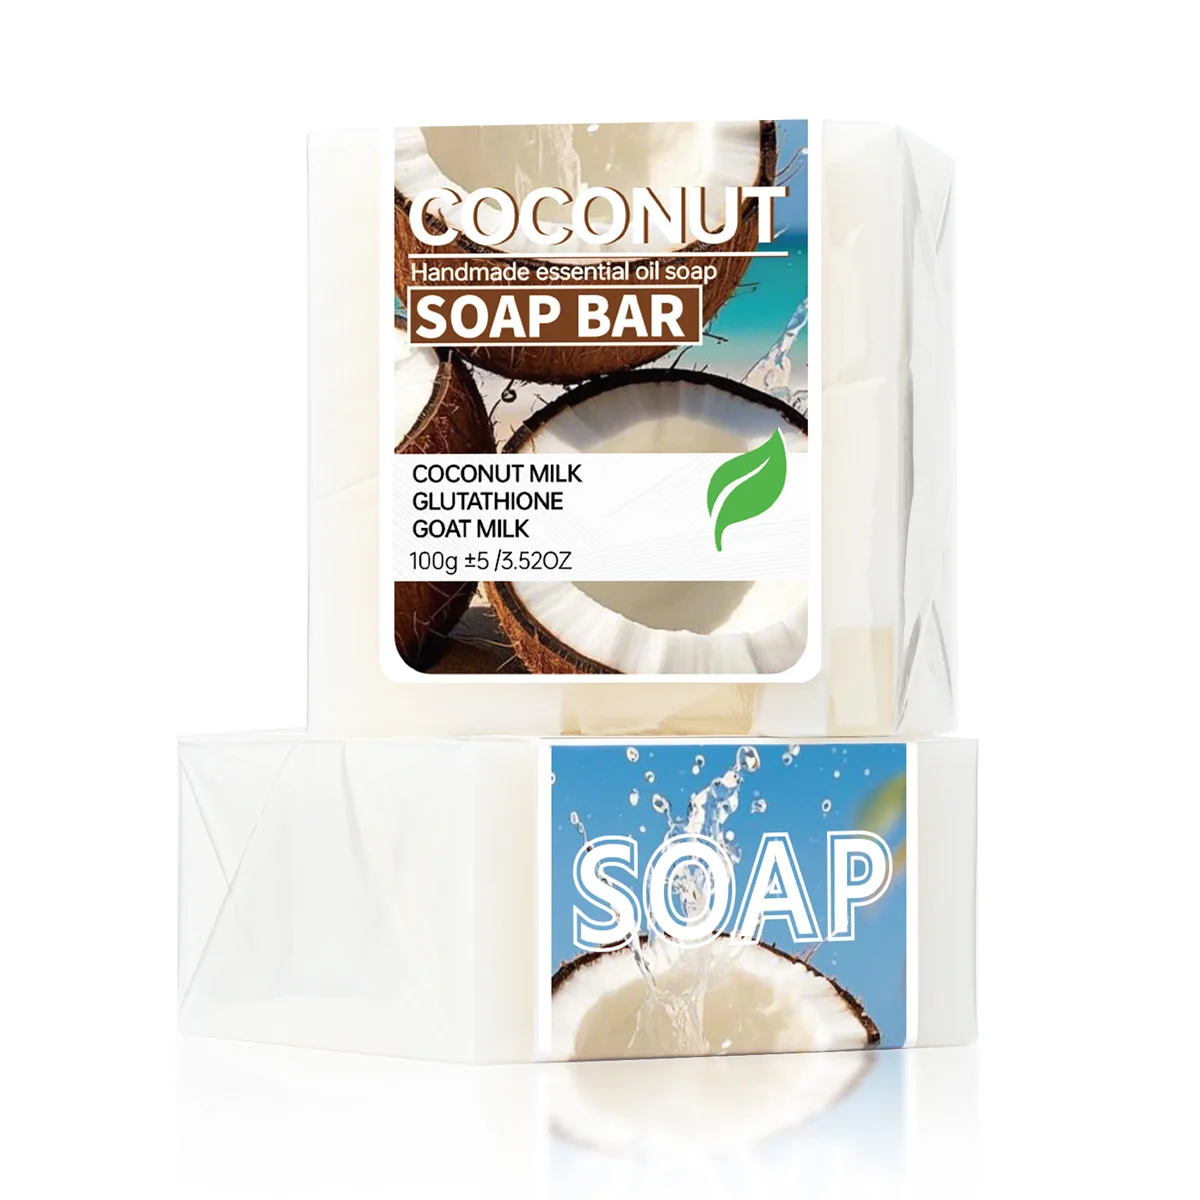 COCONUT
Handmade essential oil soap
SOAP BAR
COCONUT MILK
GLUTATHIONE
GOAT MILK
100g ±5 /3.52OZ
SOAP